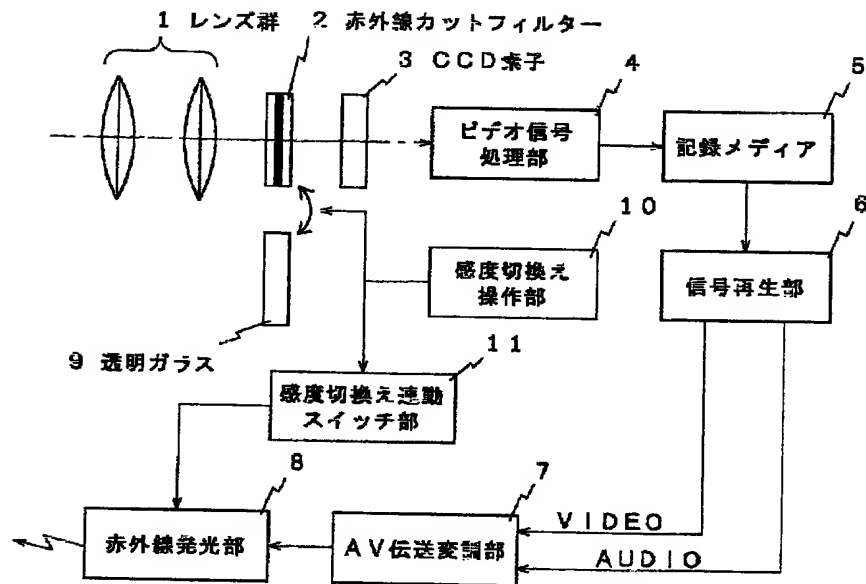 1 レンズ群
2 赤外線カットフィルター
3 CCD素子
4
5
ビデオ信号
処理部
記録メディア
6
10
感度切換え
操作部
信号再生部
9 透明ガラス
11
感度切換え連動
スイッチ部
8
7
VIDEO
赤外線発光部
AV伝送変調部
AUDIO